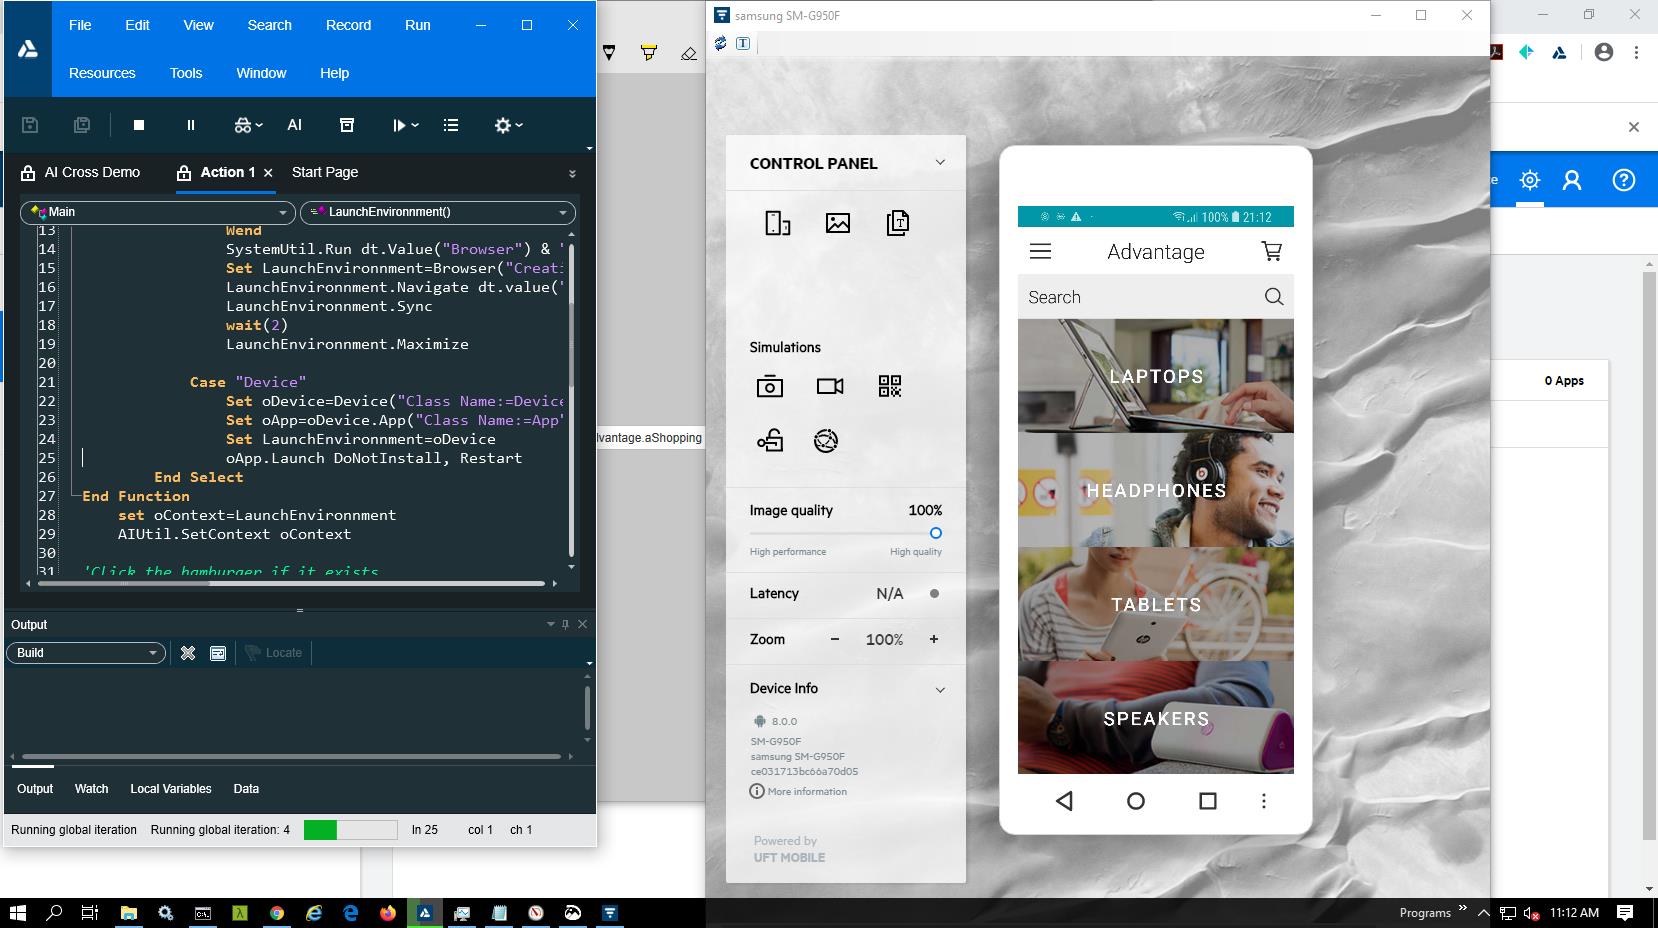 File Edit View Search Record Run
Resources Tools Window Help
AI
AI Cross Demo Action 1 Start Page
Main LaunchEnvironnment()
13 Wend
14 SystemUtil.Run dt.Value("Browser") & '
15 Set LaunchEnvironnment=Browser("Creati
16 LaunchEnvironnment.Navigate dt.value('
17 LaunchEnvironnment.Sync
18 wait(2)
19 LaunchEnvironnment.Maximize
20
21 Case "Device"
22 Set oDevice=Device("Class Name:=Device
23 Set oApp=oDevice.App("Class Name:=App'
24 Set LaunchEnvironnment=oDevice
25 oApp.Launch DoNotInstall, Restart
26 End Select
27 End Function
28 set oContext=LaunchEnvironnment
29 AIUtil.SetContext oContext
30
31 'Click the hamburger if it exists
Output
Build Locate
Output Watch Local Variables Data
Running global iteration Running global iteration: 4 ln 25 col 1 ch 1
lvantage.aShopping
samsung SM-G950F
T
CONTROL PANEL
T
Simulations
Image quality 100%
High performance High quality
Latency N/A
Zoom - 100% +
Device Info
8.0.0
SM-G950F
samsung SM-G950F
ce031713bc66a70d05
More information
Powered by
UFT MOBILE
100% 21:12
Advantage
Search
LAPTOPS
HEADPHONES
TABLETS
SPEAKERS
e
0 Apps
Programs 11:12 AM